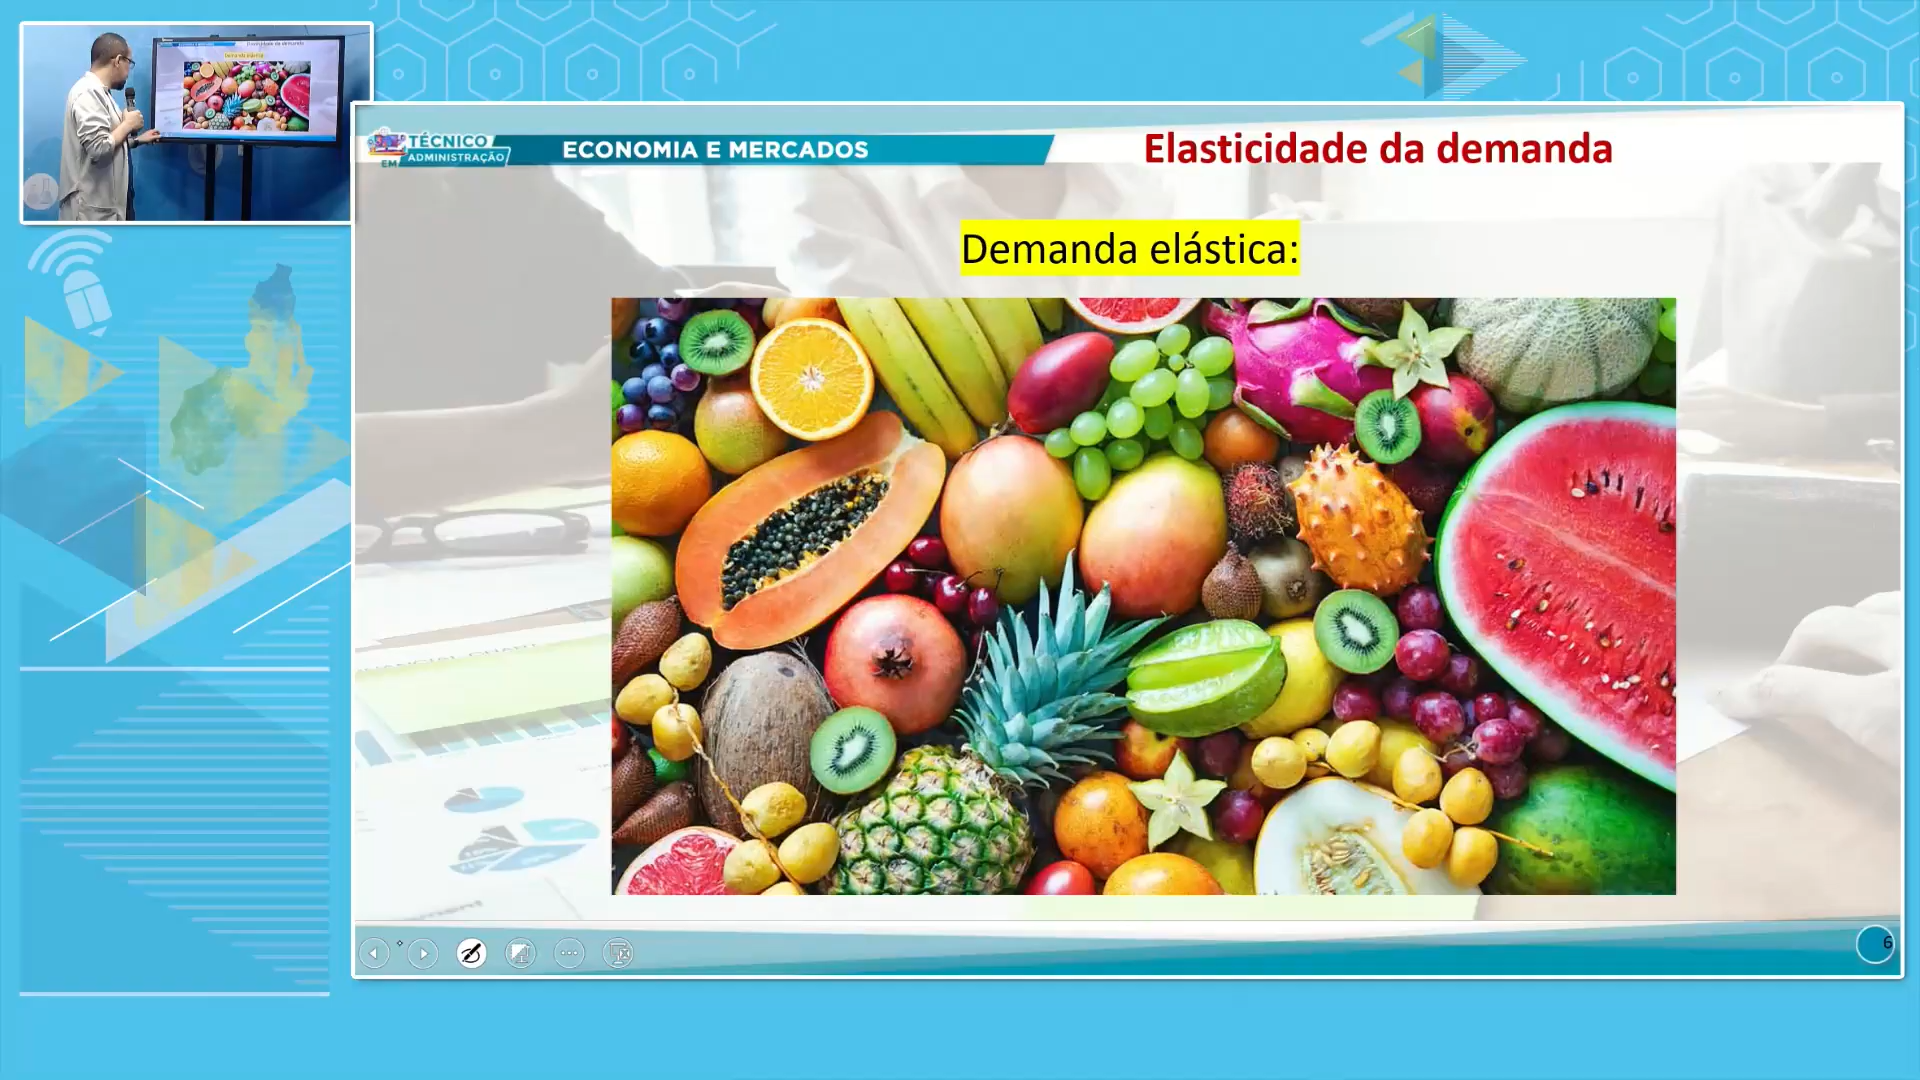 TÉCNICO
EM ADMINISTRAÇÃO
ECONOMIA E MERCADOS
Elasticidade da demanda
Demanda elástica:
6